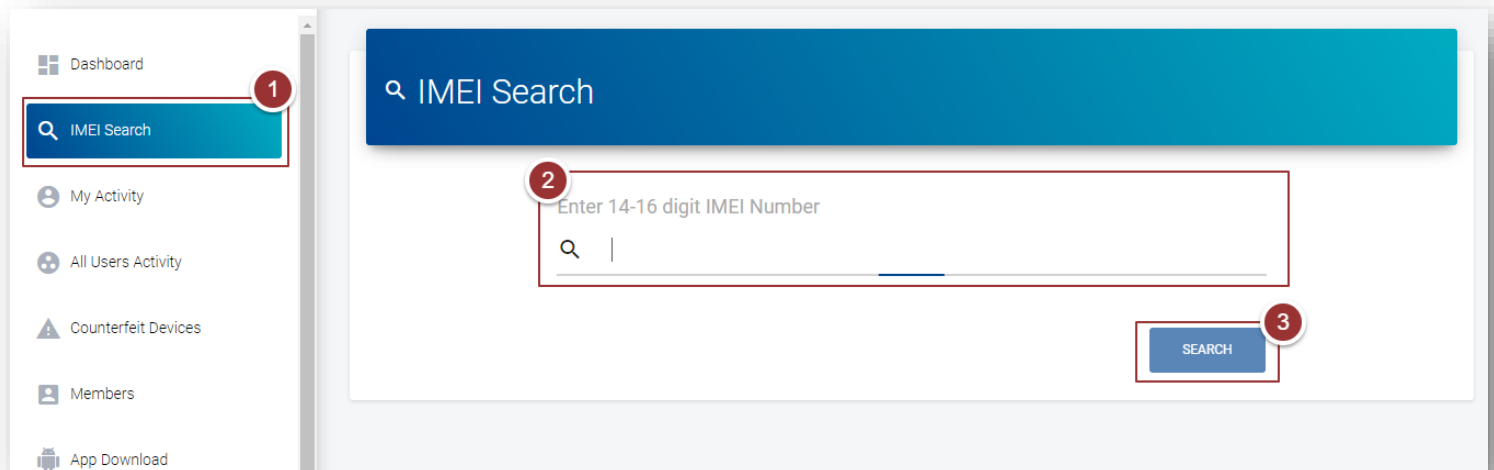 Dashboard
1
IMEI Search
My Activity
All Users Activity
Counterfeit Devices
Members
App Download
IMEI Search
2
Enter 14-16 digit IMEI Number
3
SEARCH